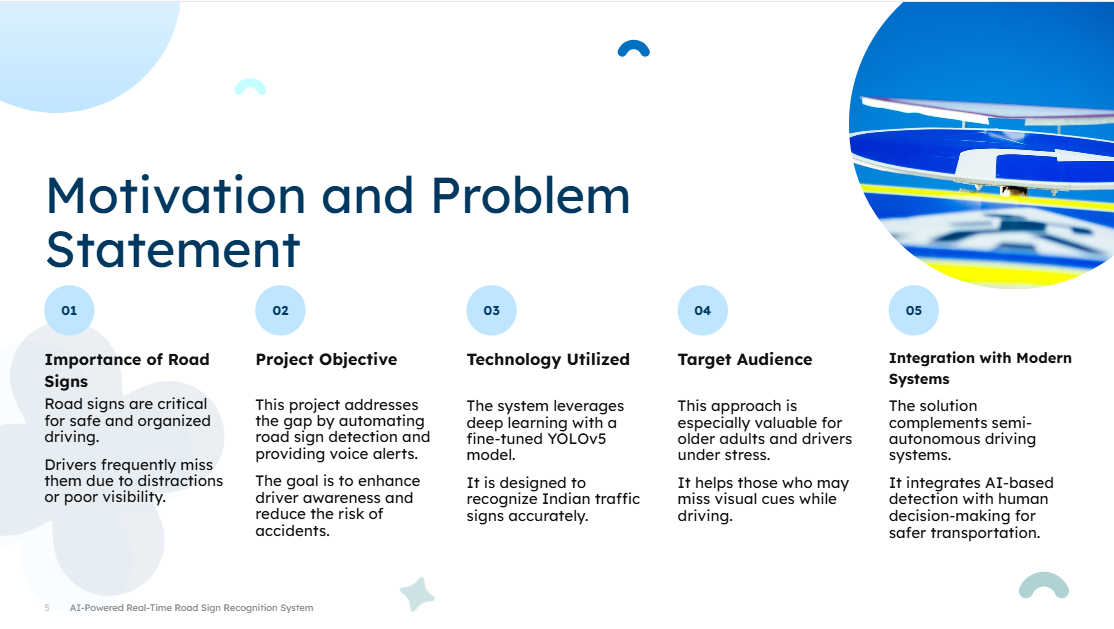 Motivation and Problem
Statement
01
Importance of Road
Signs
Road signs are critical
for safe and organized
driving.
Drivers frequently miss
them due to distractions
or poor visibility.
02
Project Objective
This project addresses
the gap by automating
road sign detection and
providing voice alerts.
The goal is to enhance
driver awareness and
reduce the risk of
accidents.
03
Technology Utilized
The system leverages
deep learning with a
fine-tuned YOLOv5
model.
It is designed to
recognize Indian traffic
signs accurately.
04
Target Audience
This approach is
especially valuable for
older adults and drivers
under stress.
It helps those who may
miss visual cues while
driving.
05
Integration with Modern
Systems
The solution
complements semi-
autonomous driving
systems.
It integrates AI-based
detection with human
decision-making for
safer transportation.
5 AI-Powered Real-Time Road Sign Recognition System